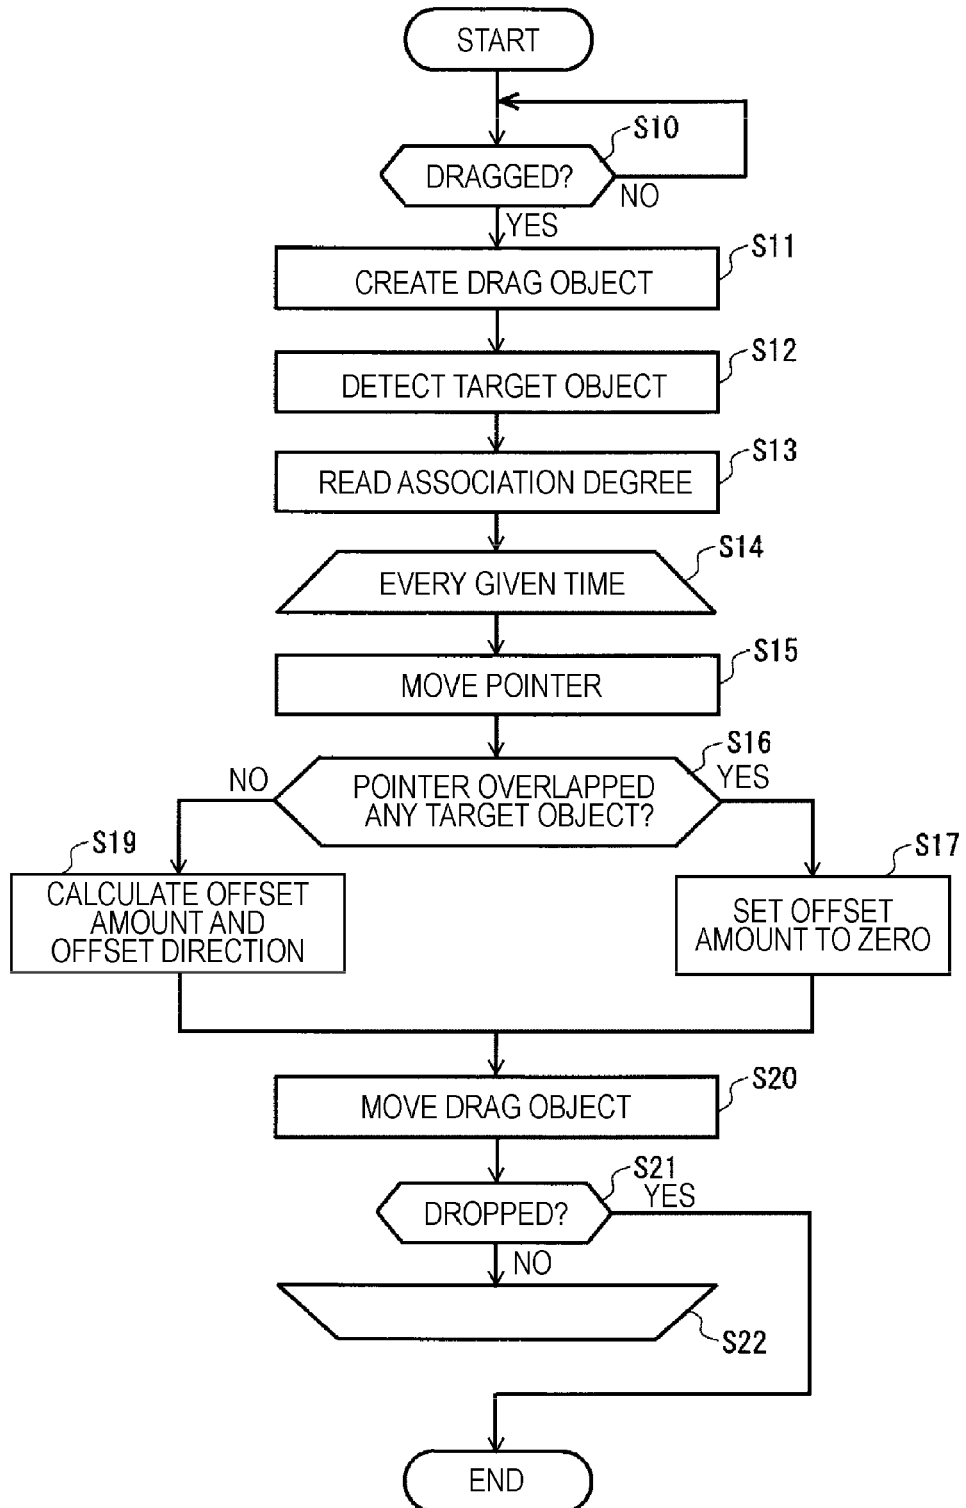 START
S10
DRAGGED?
NO
YES
S11
CREATE DRAG OBJECT
S12
DETECT TARGET OBJECT
S13
READ ASSOCIATION DEGREE
S14
EVERY GIVEN TIME
S15
MOVE POINTER
S16
NO
YES
POINTER OVERLAPPED
ANY TARGET OBJECT?
S19
S17
CALCULATE OFFSET
AMOUNT AND
OFFSET DIRECTION
SET OFFSET
AMOUNT TO ZERO
S20
MOVE DRAG OBJECT
S21
YES
DROPPED?
NO
S22
END